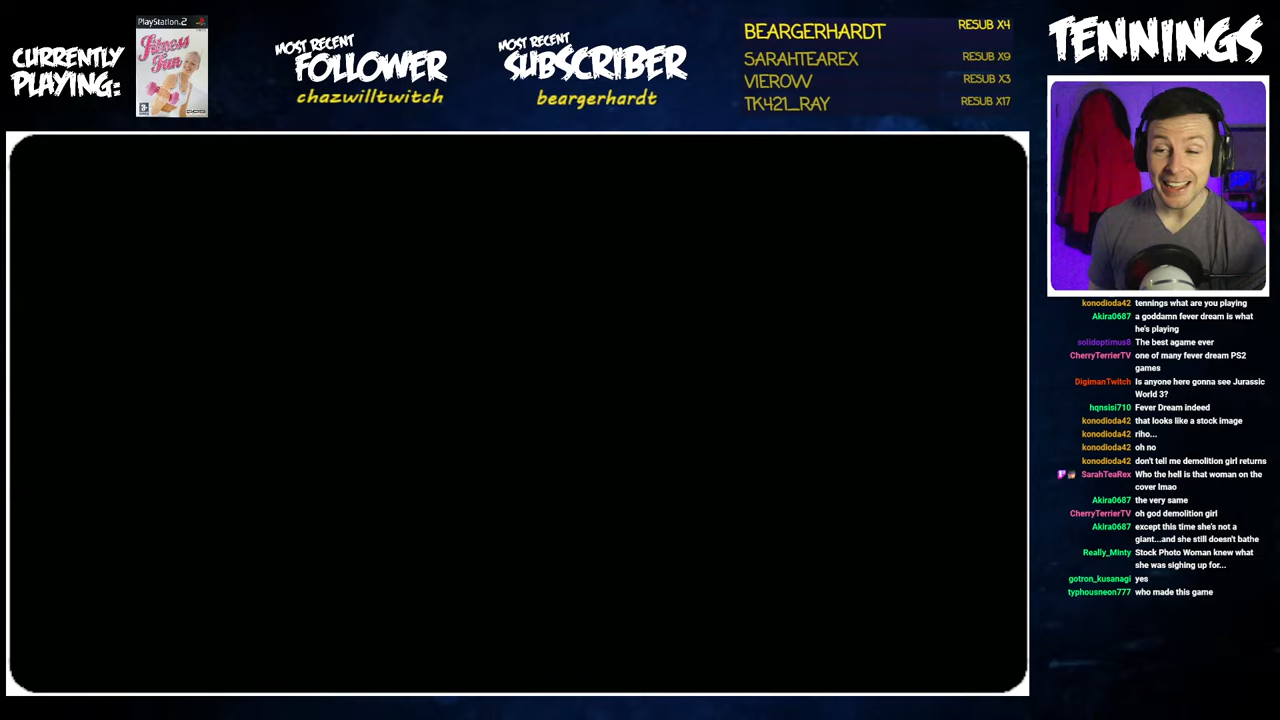 CURRENTLY
PLAYING:
PlayStation 2
Fitness
Fun
MOST RECENT
FOLLOWER
chazwilltwitch
MOST RECENT
SUBSCRIBER
beargerhardt
BEARGERHARDT RESUB X4
SARAHTEAREX RESUB X9
VIEROVV RESUB X3
TK421_RAY RESUB X17
TENNINGS
konodioda42 tennings what are you playing
Akira0687 a goddamn fever dream is what
he's playing
solidoptimus8 The best agame ever
CherryTerrierTV one of many fever dream PS2
games
DigimanTwitch Is anyone here gonna see Jurassic
World 3?
hqnsisi710 Fever Dream indeed
konodioda42 that looks like a stock image
konodioda42 riho...
konodioda42 oh no
konodioda42 don't tell me demolition girl returns
SarahTeaRex Who the hell is that woman on the
cover lmao
Akira0687 the very same
CherryTerrierTV oh god demolition girl
Akira0687 except this time she's not a
giant...and she still doesn't bathe
Really_Minty Stock Photo Woman knew what
she was sighing up for...
gotron_kusanagi yes
typhousneon777 who made this game